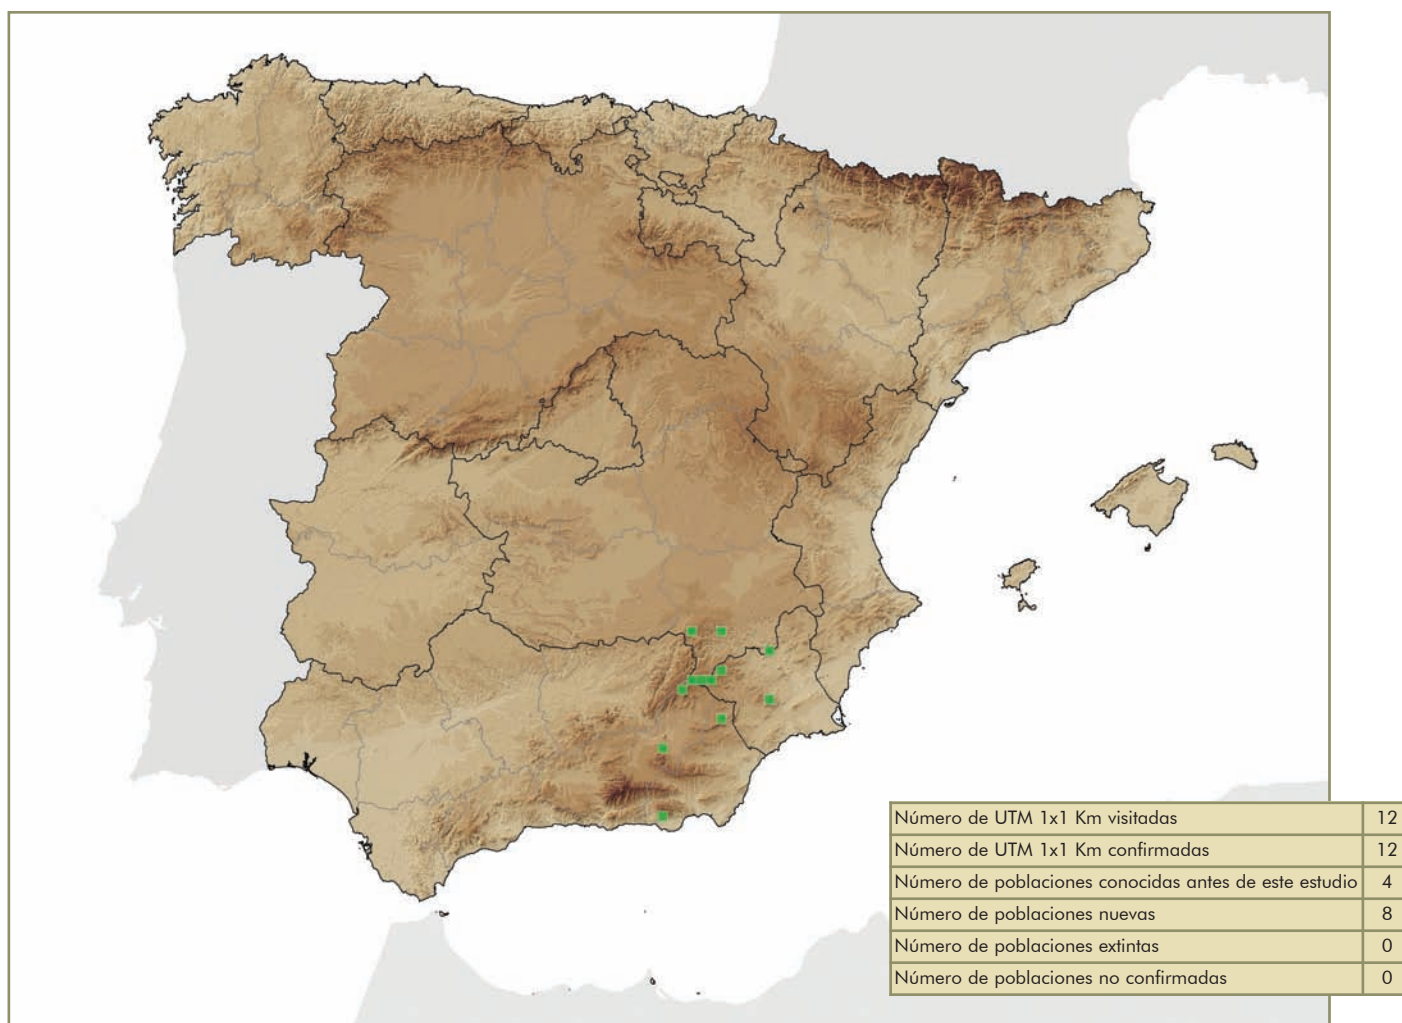 Número de UTM 1x1 Km visitadas 12
Número de UTM 1x1 Km confirmadas 12
Número de poblaciones conocidas antes de este estudio 4
Número de poblaciones nuevas 8
Número de poblaciones extintas 0
Número de poblaciones no confirmadas 0